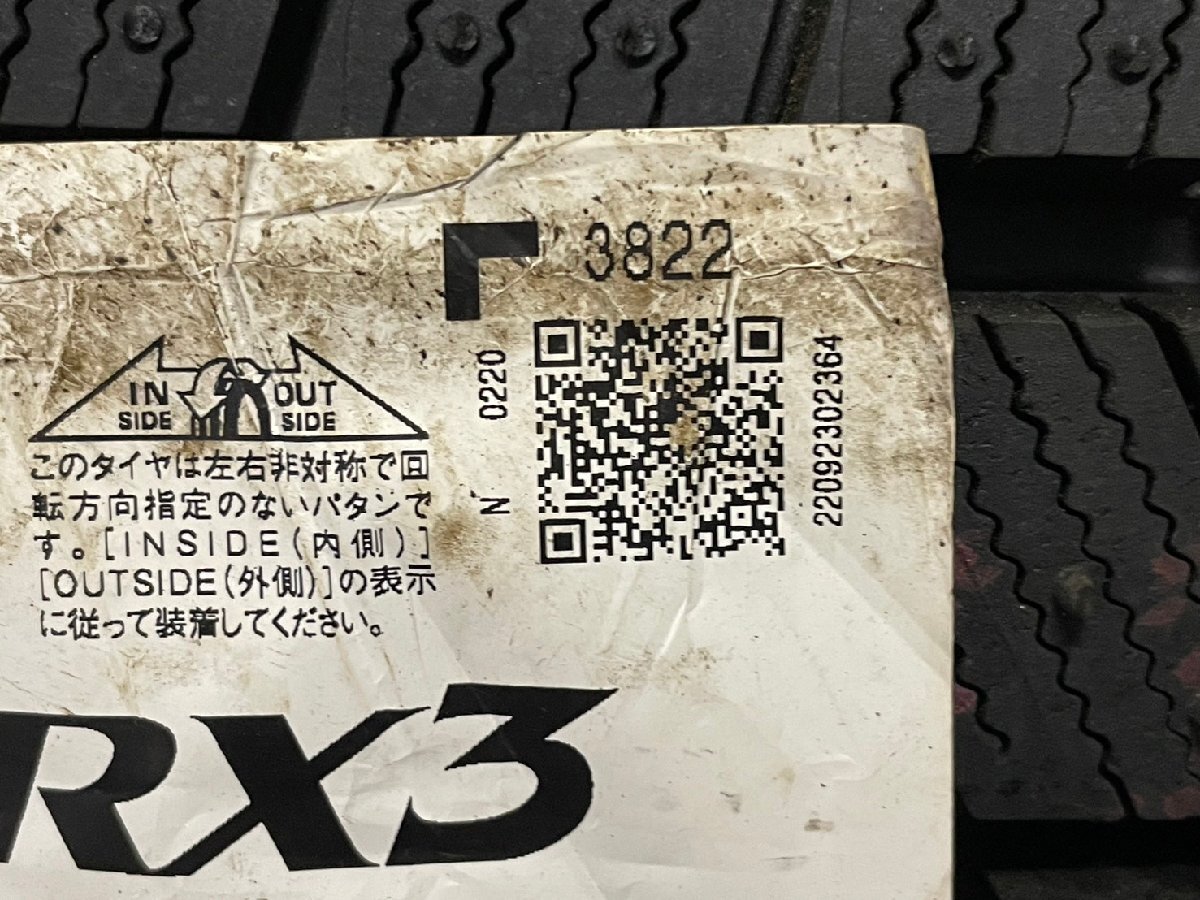 3822
N 0220
2209230 2364
IN
SIDE
OUT
SIDE
このタイヤは左右非対称で回
転方向指定のないパタンで
す。[INSIDE(内側)]
[OUTSIDE(外側)]の表示
に従って装着してください。
RX3